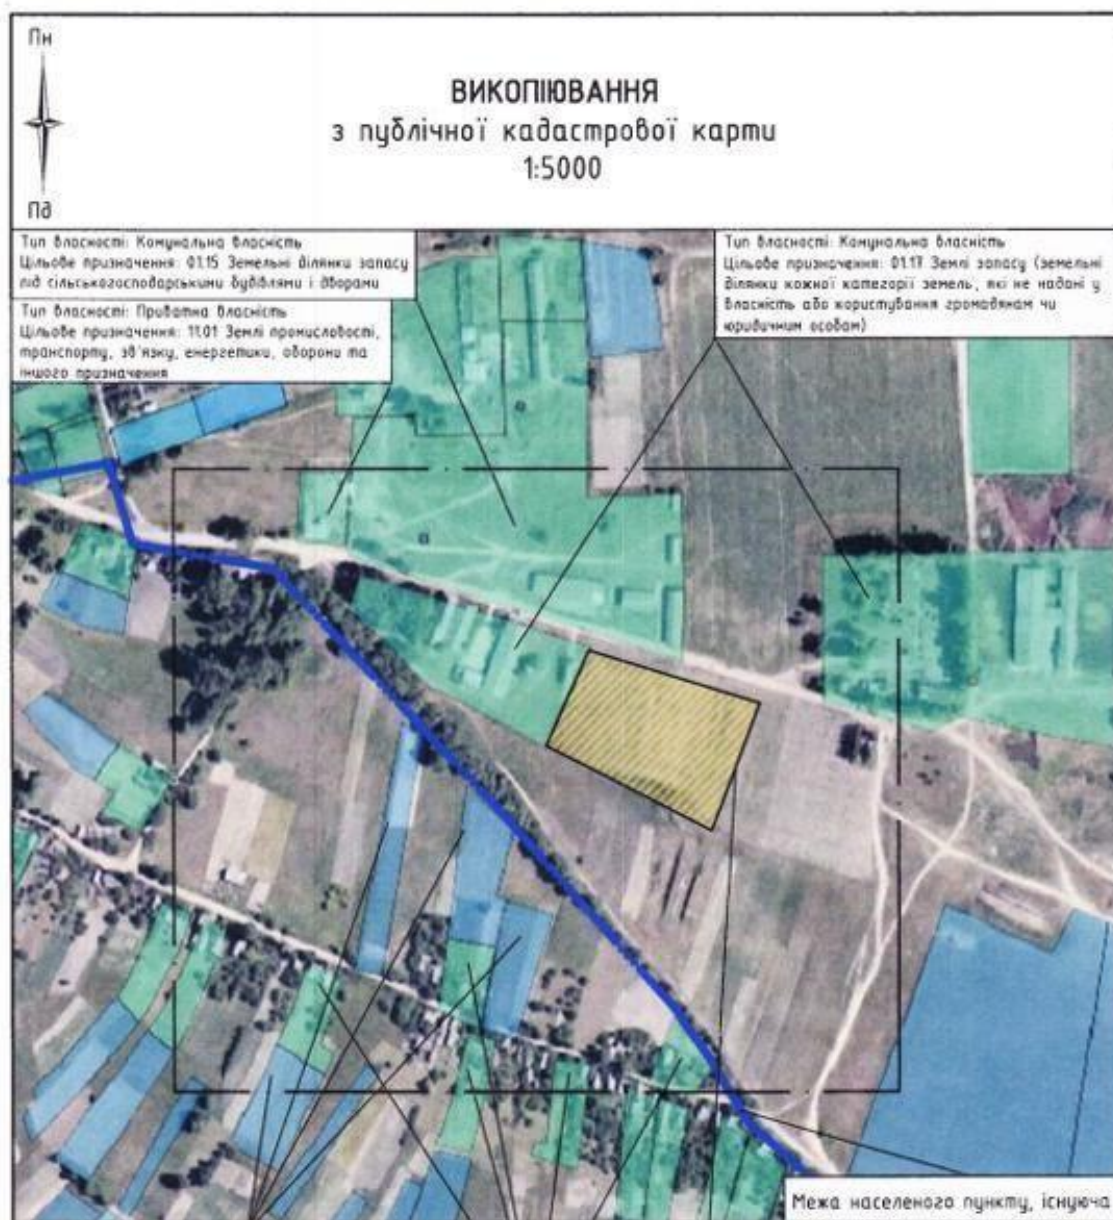 Пн
ВИКОПІЮВАННЯ
з публічної кадастрової карти
1:5000
Пд
Тип власності: Комунальна власність
Цільове призначення: 01.15 Земельні ділянки запасу
під сільськогосподарськими будівлями і дворами
Тип власності: Приватна власність
Цільове призначення: 11.01 Землі промисловості,
транспорту, зв'язку, енергетики, оборони та
іншого призначення
Тип власності: Комунальна власність
Цільове призначення: 01.17 Землі запасу (земельні
ділянки кожної категорії земель, які не надані у
власність або користування громадянам чи
юридичним особам)
Межа населеного пункту, існуюча